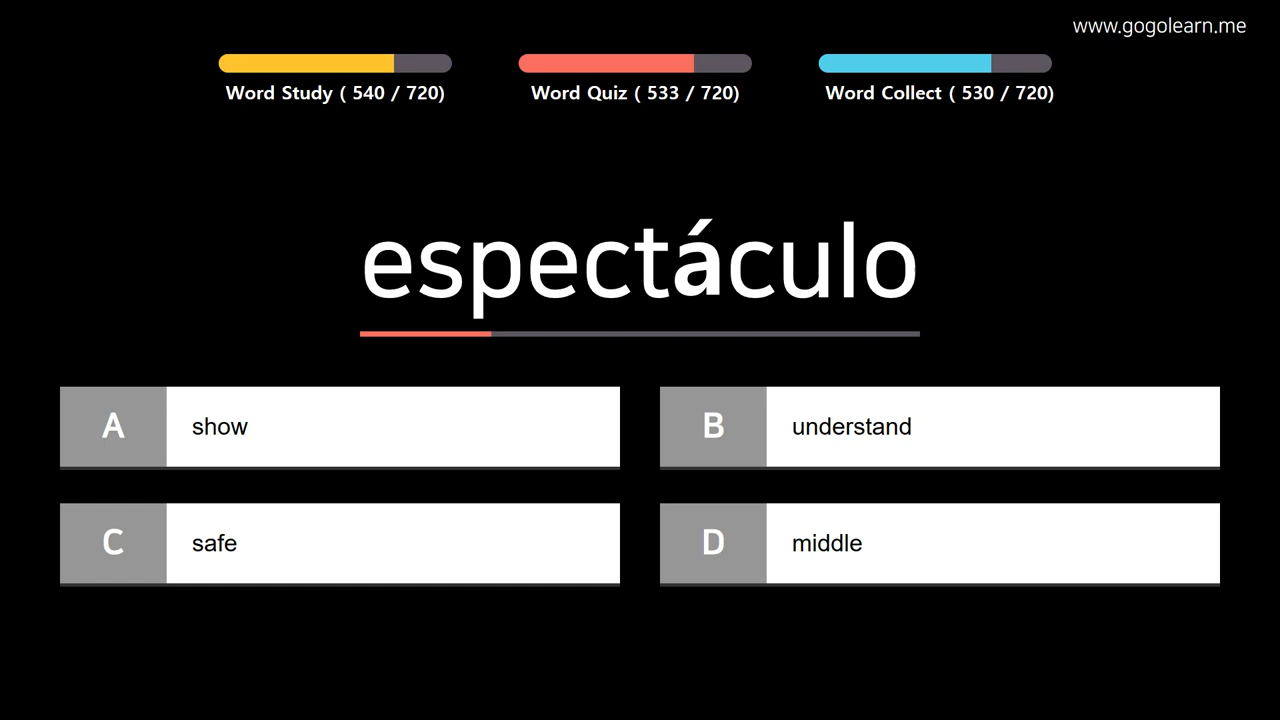 www.gogolearn.me
Word Study ( 540 / 720)
Word Quiz ( 533 / 720)
Word Collect ( 530 / 720)
espectáculo
A show
B understand
C safe
D middle